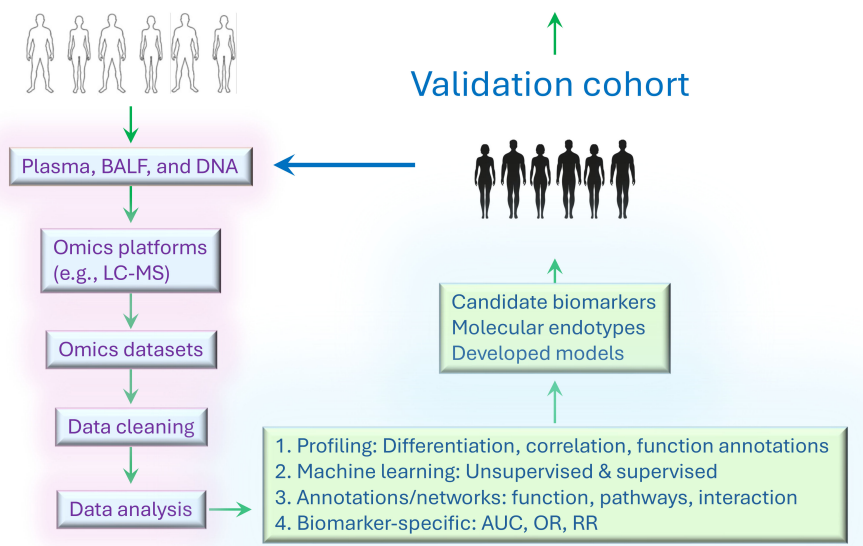 Validation cohort
Plasma, BALF, and DNA
Omics platforms
(e.g., LC-MS)
Omics datasets
Data cleaning
Data analysis
1. Profiling: Differentiation, correlation, function annotations
2. Machine learning: Unsupervised & supervised
3. Annotations/networks: function, pathways, interaction
4. Biomarker-specific: AUC, OR, RR
Candidate biomarkers
Molecular endotypes
Developed models